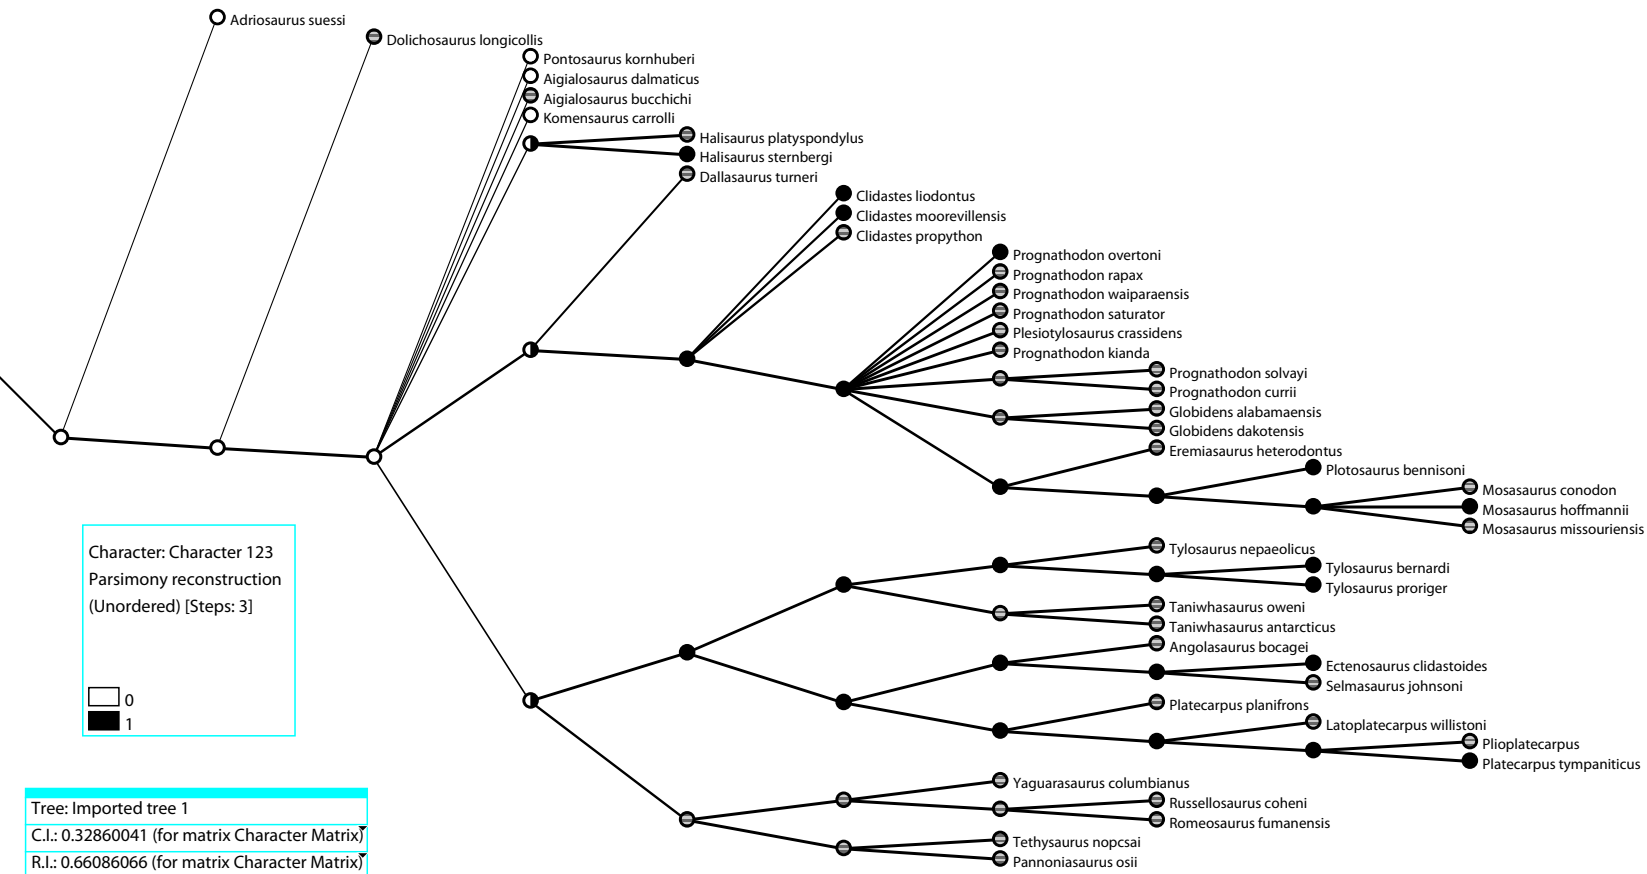 Adriosaurus suessi
Dolichosaurus longicollis
Pontosaurus kornhuberi
Aigialosaurus dalmaticus
Aigialosaurus bucchichi
Komensaurus carrolli
Halisaurus platyspondylus
Halisaurus sternbergi
Dallasaurus turneri
Clidastes liodontus
Clidastes moorevillensis
Clidastes propython
Prognathodon overtoni
Prognathodon rapax
Prognathodon waiparaensis
Prognathodon saturator
Plesiotylosaurus crassidens
Prognathodon kianda
Prognathodon solvayi
Prognathodon currii
Globidens alabamaensis
Globidens dakotensis
Eremiasaurus heterodontus
Plotosaurus bennisoni
Mosasaurus conodon
Mosasaurus hoffmannii
Mosasaurus missouriensis
Tylosaurus nepaeolicus
Tylosaurus bernardi
Tylosaurus proriger
Taniwhasaurus oweni
Taniwhasaurus antarcticus
Angolasaurus bocagei
Ectenosaurus clidastoides
Selmasaurus johnsoni
Platecarpus planifrons
Latoplatecarpus willistoni
Plioplatecarpus
Platecarpus tympaniticus
Yaguarasaurus columbianus
Russellosaurus coheni
Romeosaurus fumanensis
Tethysaurus nopcsai
Pannoniasaurus osii
Character: Character 123
Parsimony reconstruction
(Unordered) [Steps: 3]
0
1
Tree: Imported tree 1
C.I.: 0.32860041 (for matrix Character Matrix)
R.I.: 0.66086066 (for matrix Character Matrix)